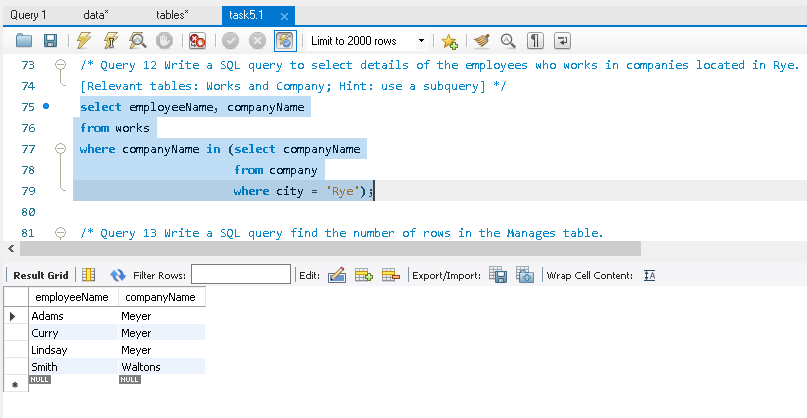 Query 1 data* tables* task5.1 ×
Limit to 2000 rows
73 /* Query 12 Write a SQL query to select details of the employees who works in companies located in Rye.
74 [Relevant tables: Works and Company; Hint: use a subquery] */
75 select employeeName, companyName
76 from works
77 where companyName in (select companyName
78 from company
79 where city = 'Rye');
80
81 /* Query 13 Write a SQL query find the number of rows in the Manages table.
Result Grid Filter Rows: Edit: Export/Import: Wrap Cell Content: IA
employeeName companyName
Adams Meyer
Curry Meyer
Lindsay Meyer
Smith Waltons
NULL NULL